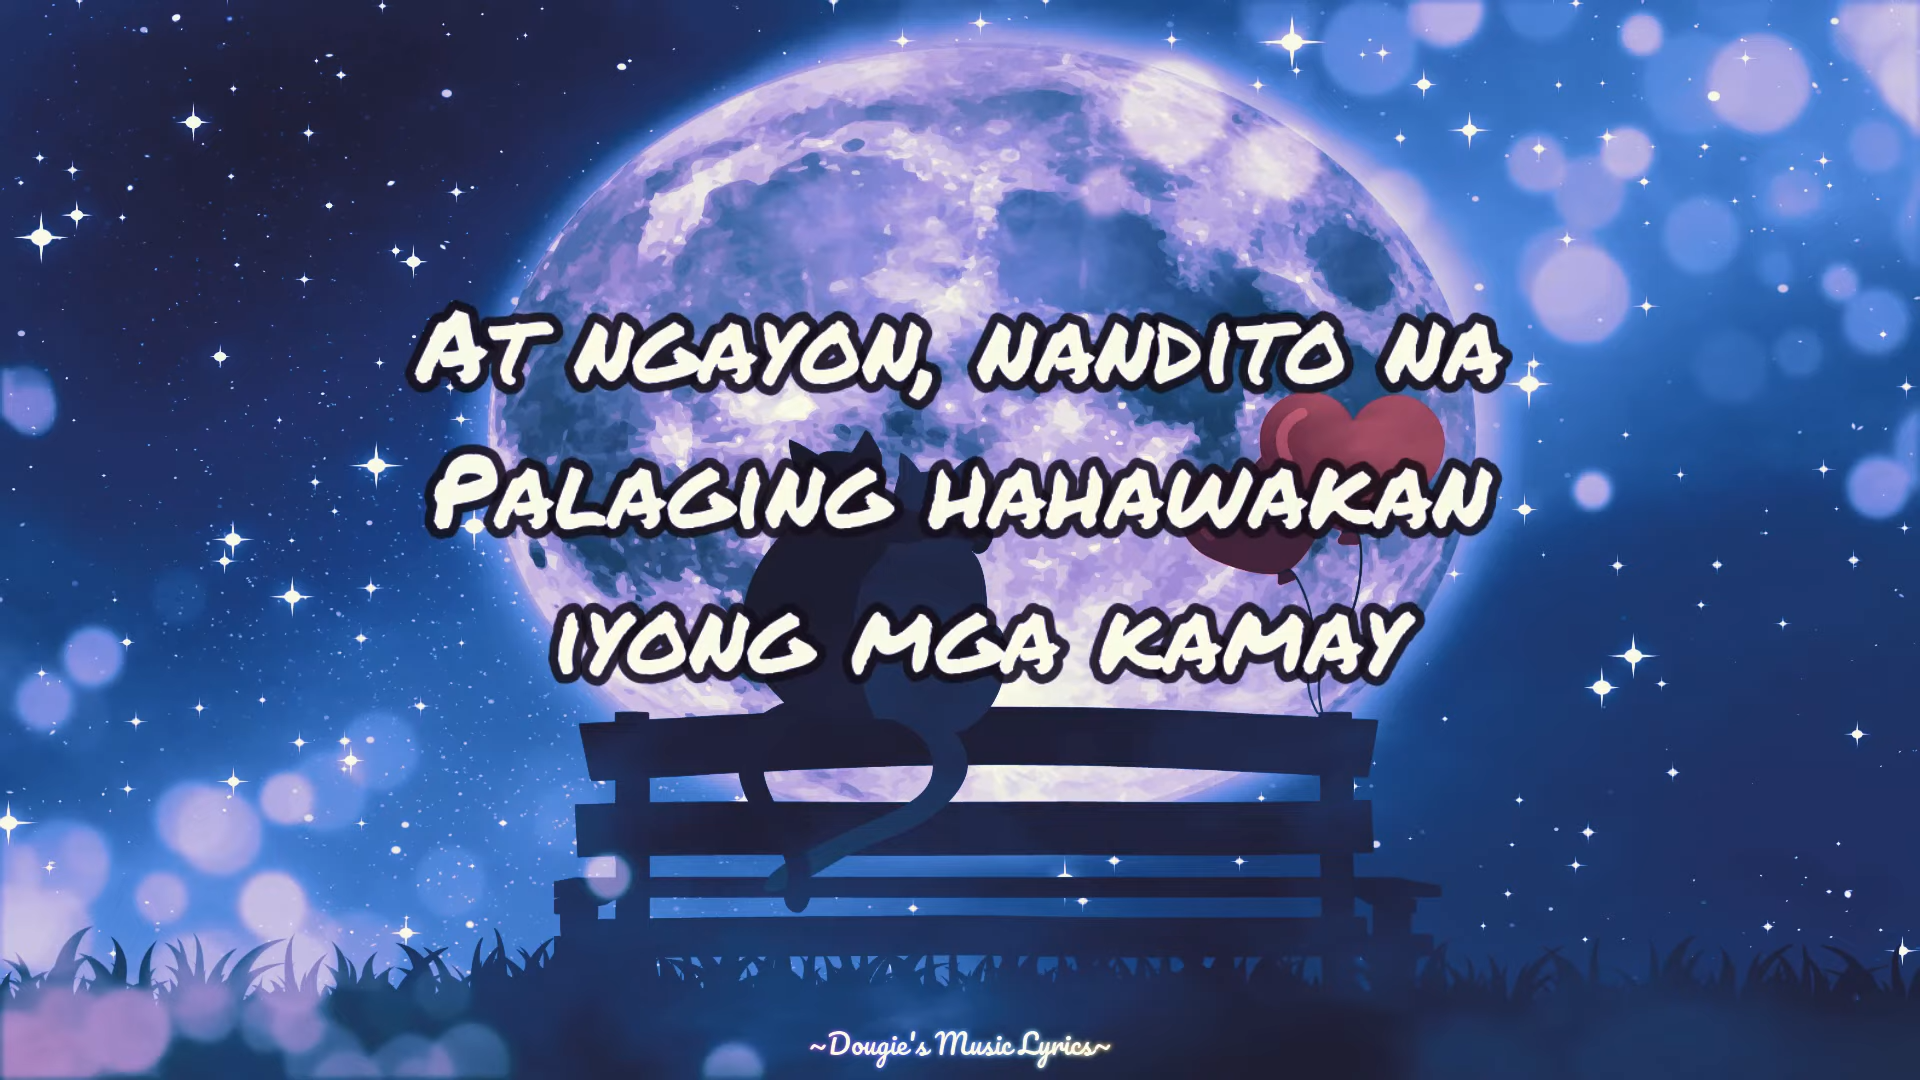 At ngayon, nandito na
Palaging hahawakan
iyong mga kamay
~Dougie's Music Lyrics~